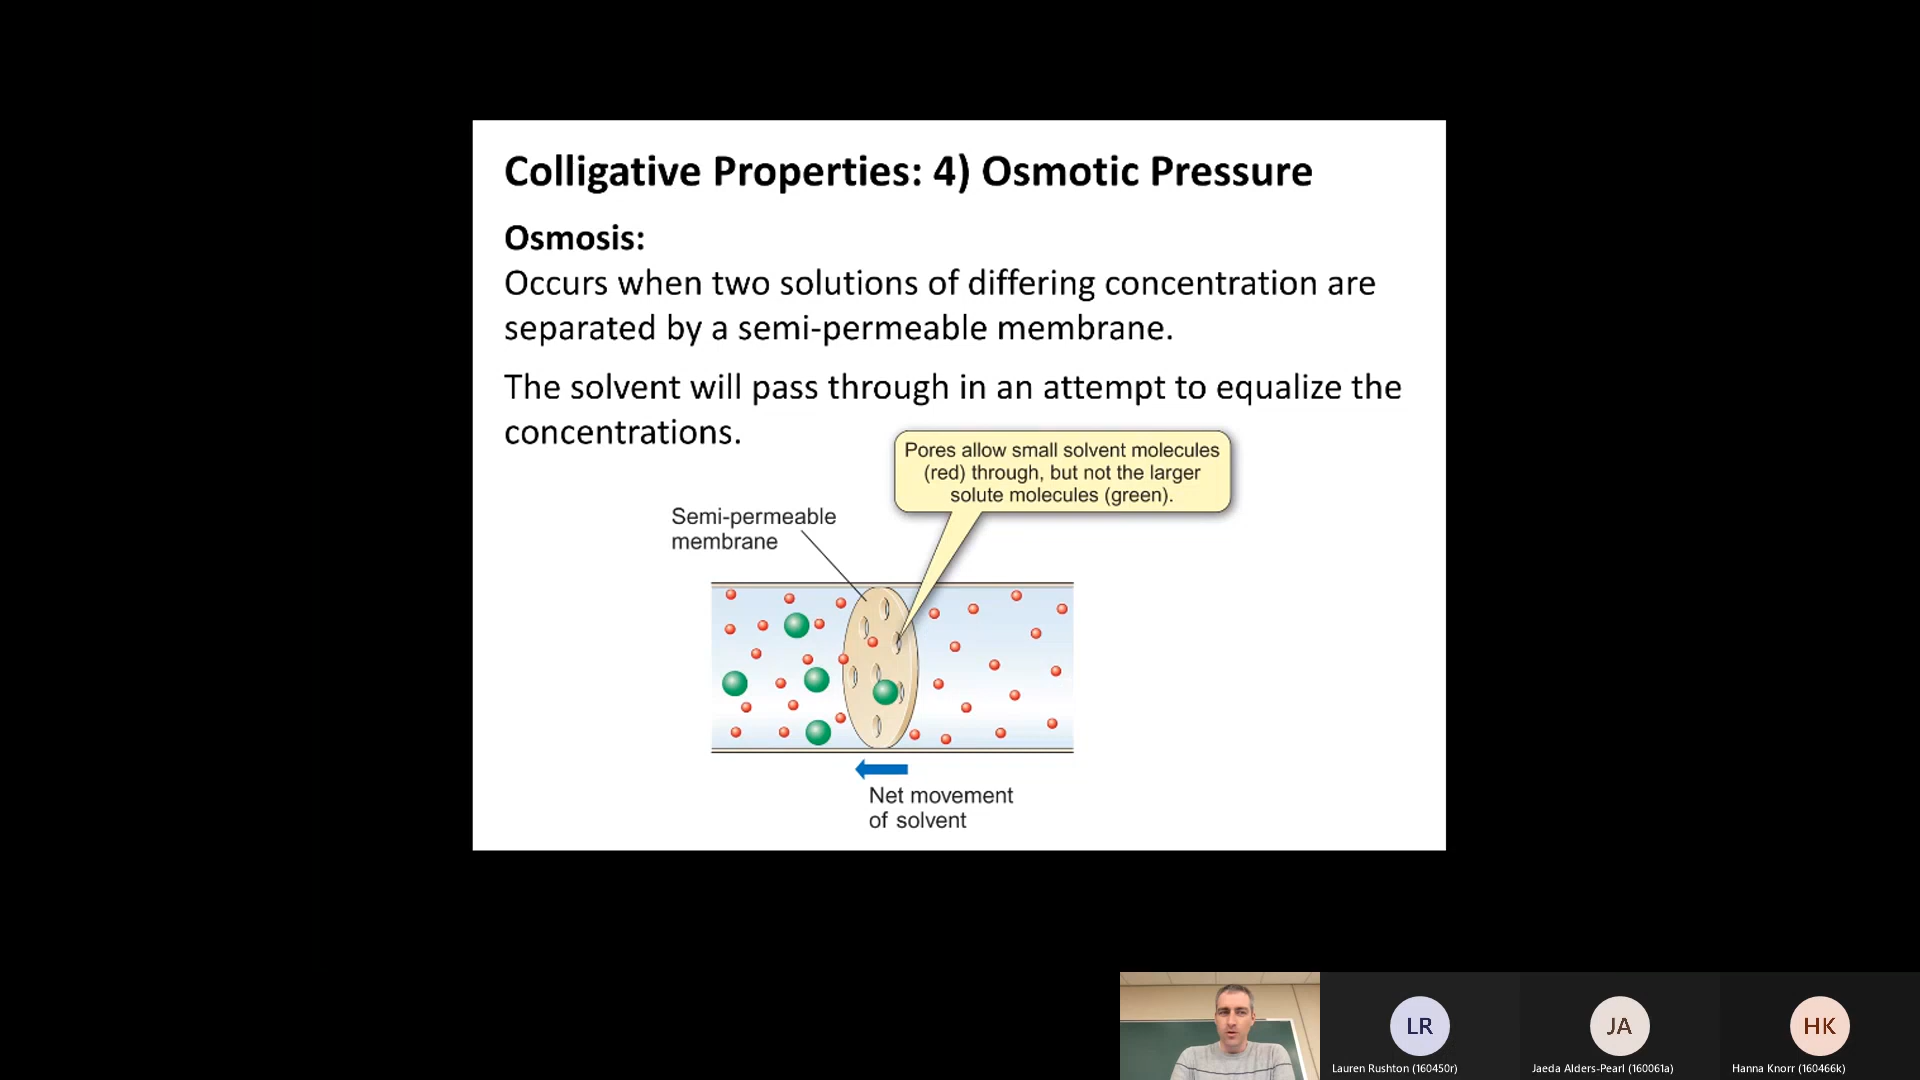 Colligative Properties: 4) Osmotic Pressure
Osmosis:
Occurs when two solutions of differing concentration are
separated by a semi-permeable membrane.
The solvent will pass through in an attempt to equalize the
concentrations.
Pores allow small solvent molecules
(red) through, but not the larger
solute molecules (green).
Semi-permeable
membrane
Net movement
of solvent
LR
JA
HK
Lauren Rushton (160450r)
Jaeda Alders-Pearl (160061a)
Hanna Knorr (160466k)